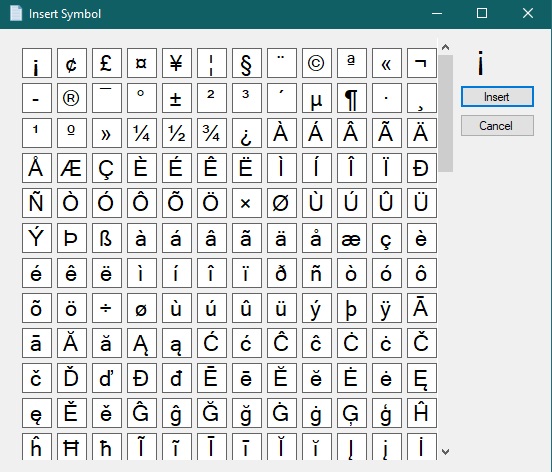 Insert Symbol
¡ ¢ £ ¤ ¥ ¦ § ¨ © ª « ¬
- ® ¯ ° ± ² ³ ´ µ ¶ · ¸
¹ º » ¼ ½ ¾ ¿ À Á Â Ã Ä
Å Æ Ç È É Ê Ë Ì Í Î Ï Ð
Ñ Ò Ó Ô Õ Ö × Ø Ù Ú Û Ü
Ý Þ ß à á â ã ä å æ ç è
é ê ë ì í î ï ð ñ ò ó ô
õ ö ÷ ø ù ú û ü ý þ ÿ Ā
ā Ă ă Ą ą Ć ć Ĉ ĉ Ċ ċ Č
č Ď ď Đ đ Ē ē Ĕ ĕ Ė ė Ę
ę Ě ě Ĝ ĝ Ğ ğ Ġ ġ Ģ ģ Ĥ
ĥ Ħ ħ Ĩ ĩ Ī ī Ĭ ĭ Į į İ
¡
Insert
Cancel